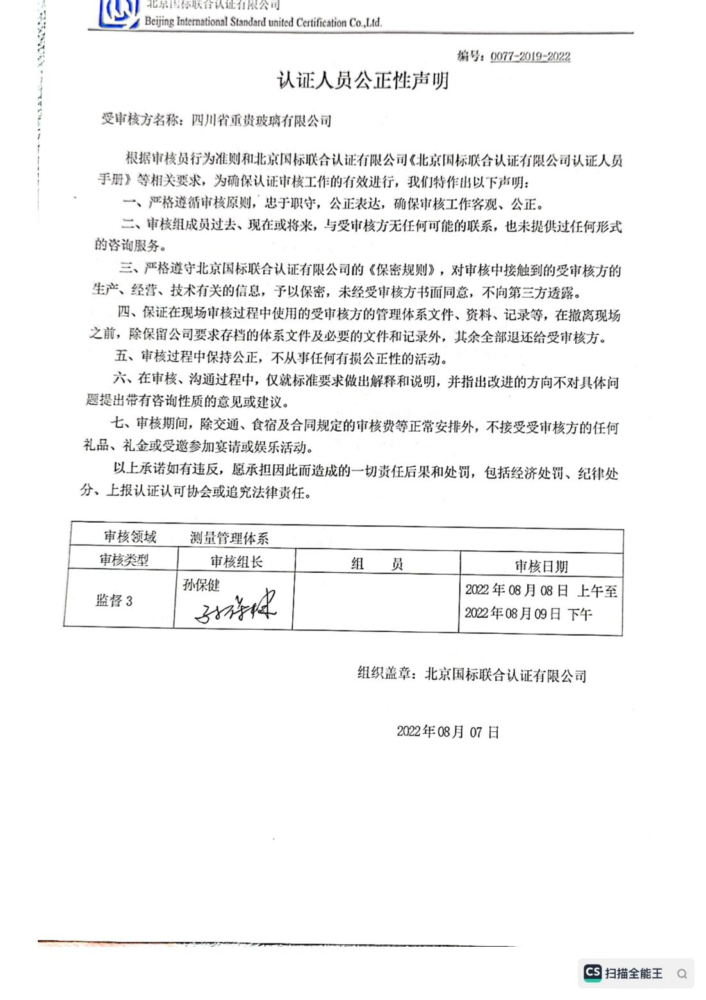 北京国标联合认证有限公司
Beijing International Standard united Certification Co.,Ltd.
编号：0077-2019-2022
认证人员公正性声明
受审核方名称：四川省重贵玻璃有限公司
根据审核员行为准则和北京国标联合认证有限公司《北京国标联合认证有限公司认证人员
手册》等相关要求，为确保认证审核工作的有效进行，我们特作出以下声明：
一、严格遵循审核原则，忠于职守，公正表达，确保审核工作客观、公正。
二、审核组成员过去、现在或将来，与受审核方无任何可能的联系，也未提供过任何形式
的咨询服务。
三、严格遵守北京国标联合认证有限公司的《保密规则》，对审核中接触到的受审核方的
生产、经营、技术有关的信息，予以保密，未经受审核方书面同意，不向第三方透露。
四、保证在现场审核过程中使用的受审核方的管理体系文件、资料、记录等，在撤离现场
之前，除保留公司要求存档的体系文件及必要的文件和记录外，其余全部退还给受审核方。
五、审核过程中保持公正，不从事任何有损公正性的活动。
六、在审核、沟通过程中，仅就标准要求做出解释和说明，并指出改进的方向不对具体问
题提出带有咨询性质的意见或建议。
七、审核期间，除交通、食宿及合同规定的审核费等正常安排外，不接受受审核方的任何
礼品、礼金或受邀参加宴请或娱乐活动。
以上承诺如有违反，愿承担因此而造成的一切责任后果和处罚，包括经济处罚、纪律处
分、上报认证认可协会或追究法律责任。
审核领域 测量管理体系
审核类型 审核组长 组 员 审核日期
监督 3 孙保健 2022 年 08 月 08 日 上午至
孙保健 2022 年 08 月 09 日 下午
组织盖章：北京国标联合认证有限公司
2022 年 08 月 07 日
CS 扫描全能王